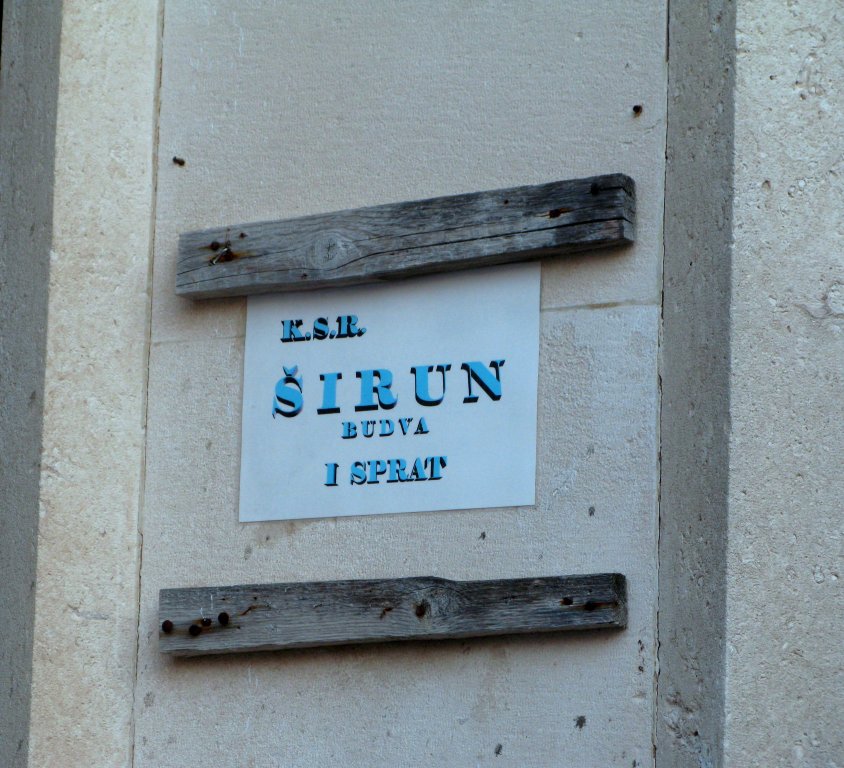 K.S.R.
ŠIRUN
BUDVA
I SPRAT